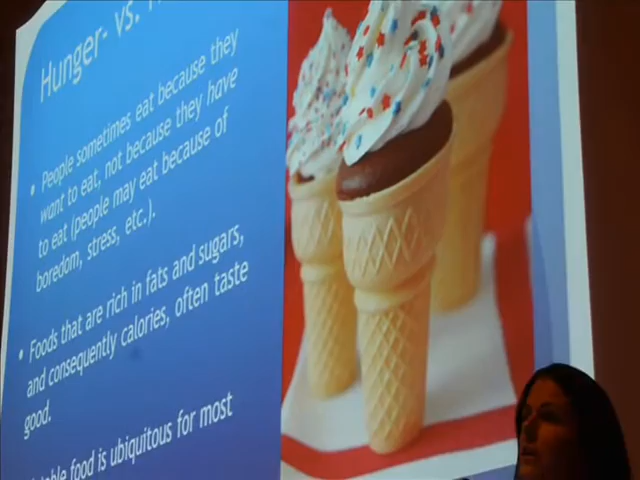 Hunger- vs.
• People sometimes eat because they
want to eat, not because they have
to eat (people may eat because of
boredom, stress, etc.).
• Foods that are rich in fats and sugars,
and consequently calories, often taste
good.
food is ubiquitous for most